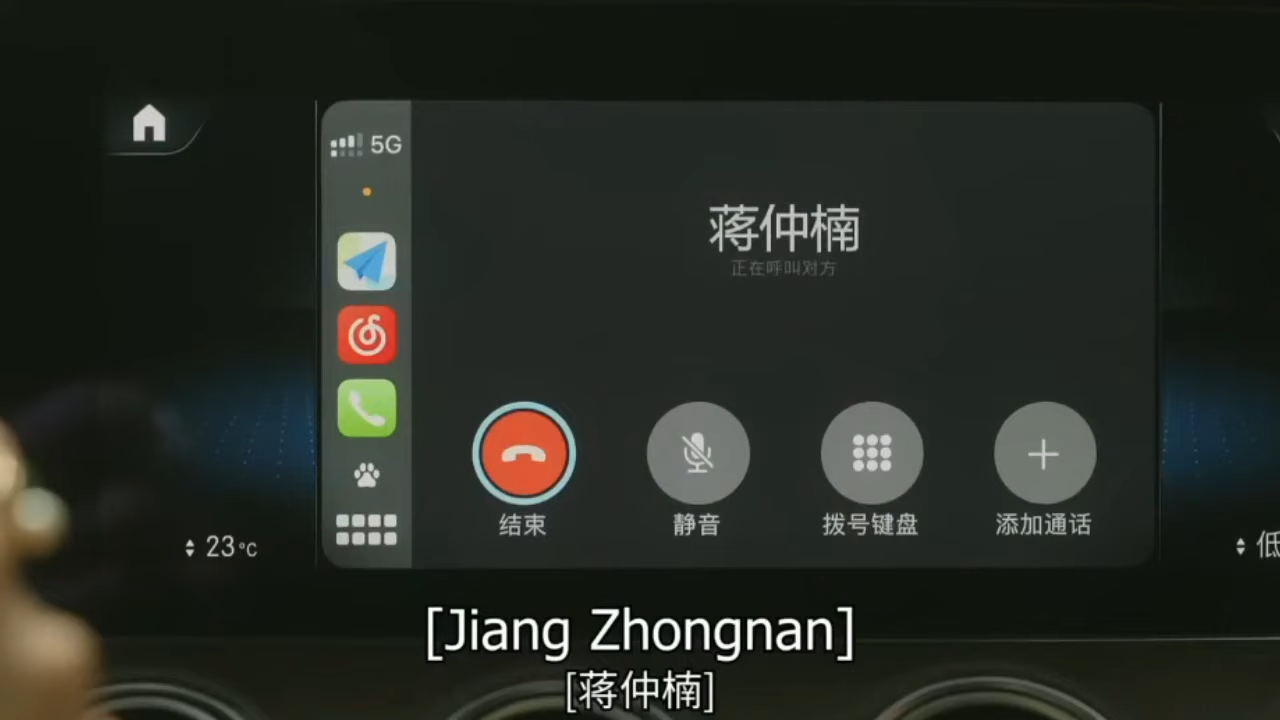 5G
蒋仲楠
正在呼叫对方
结束
静音
拨号键盘
添加通话
23°C
低
[Jiang Zhongnan]
[蒋仲楠]